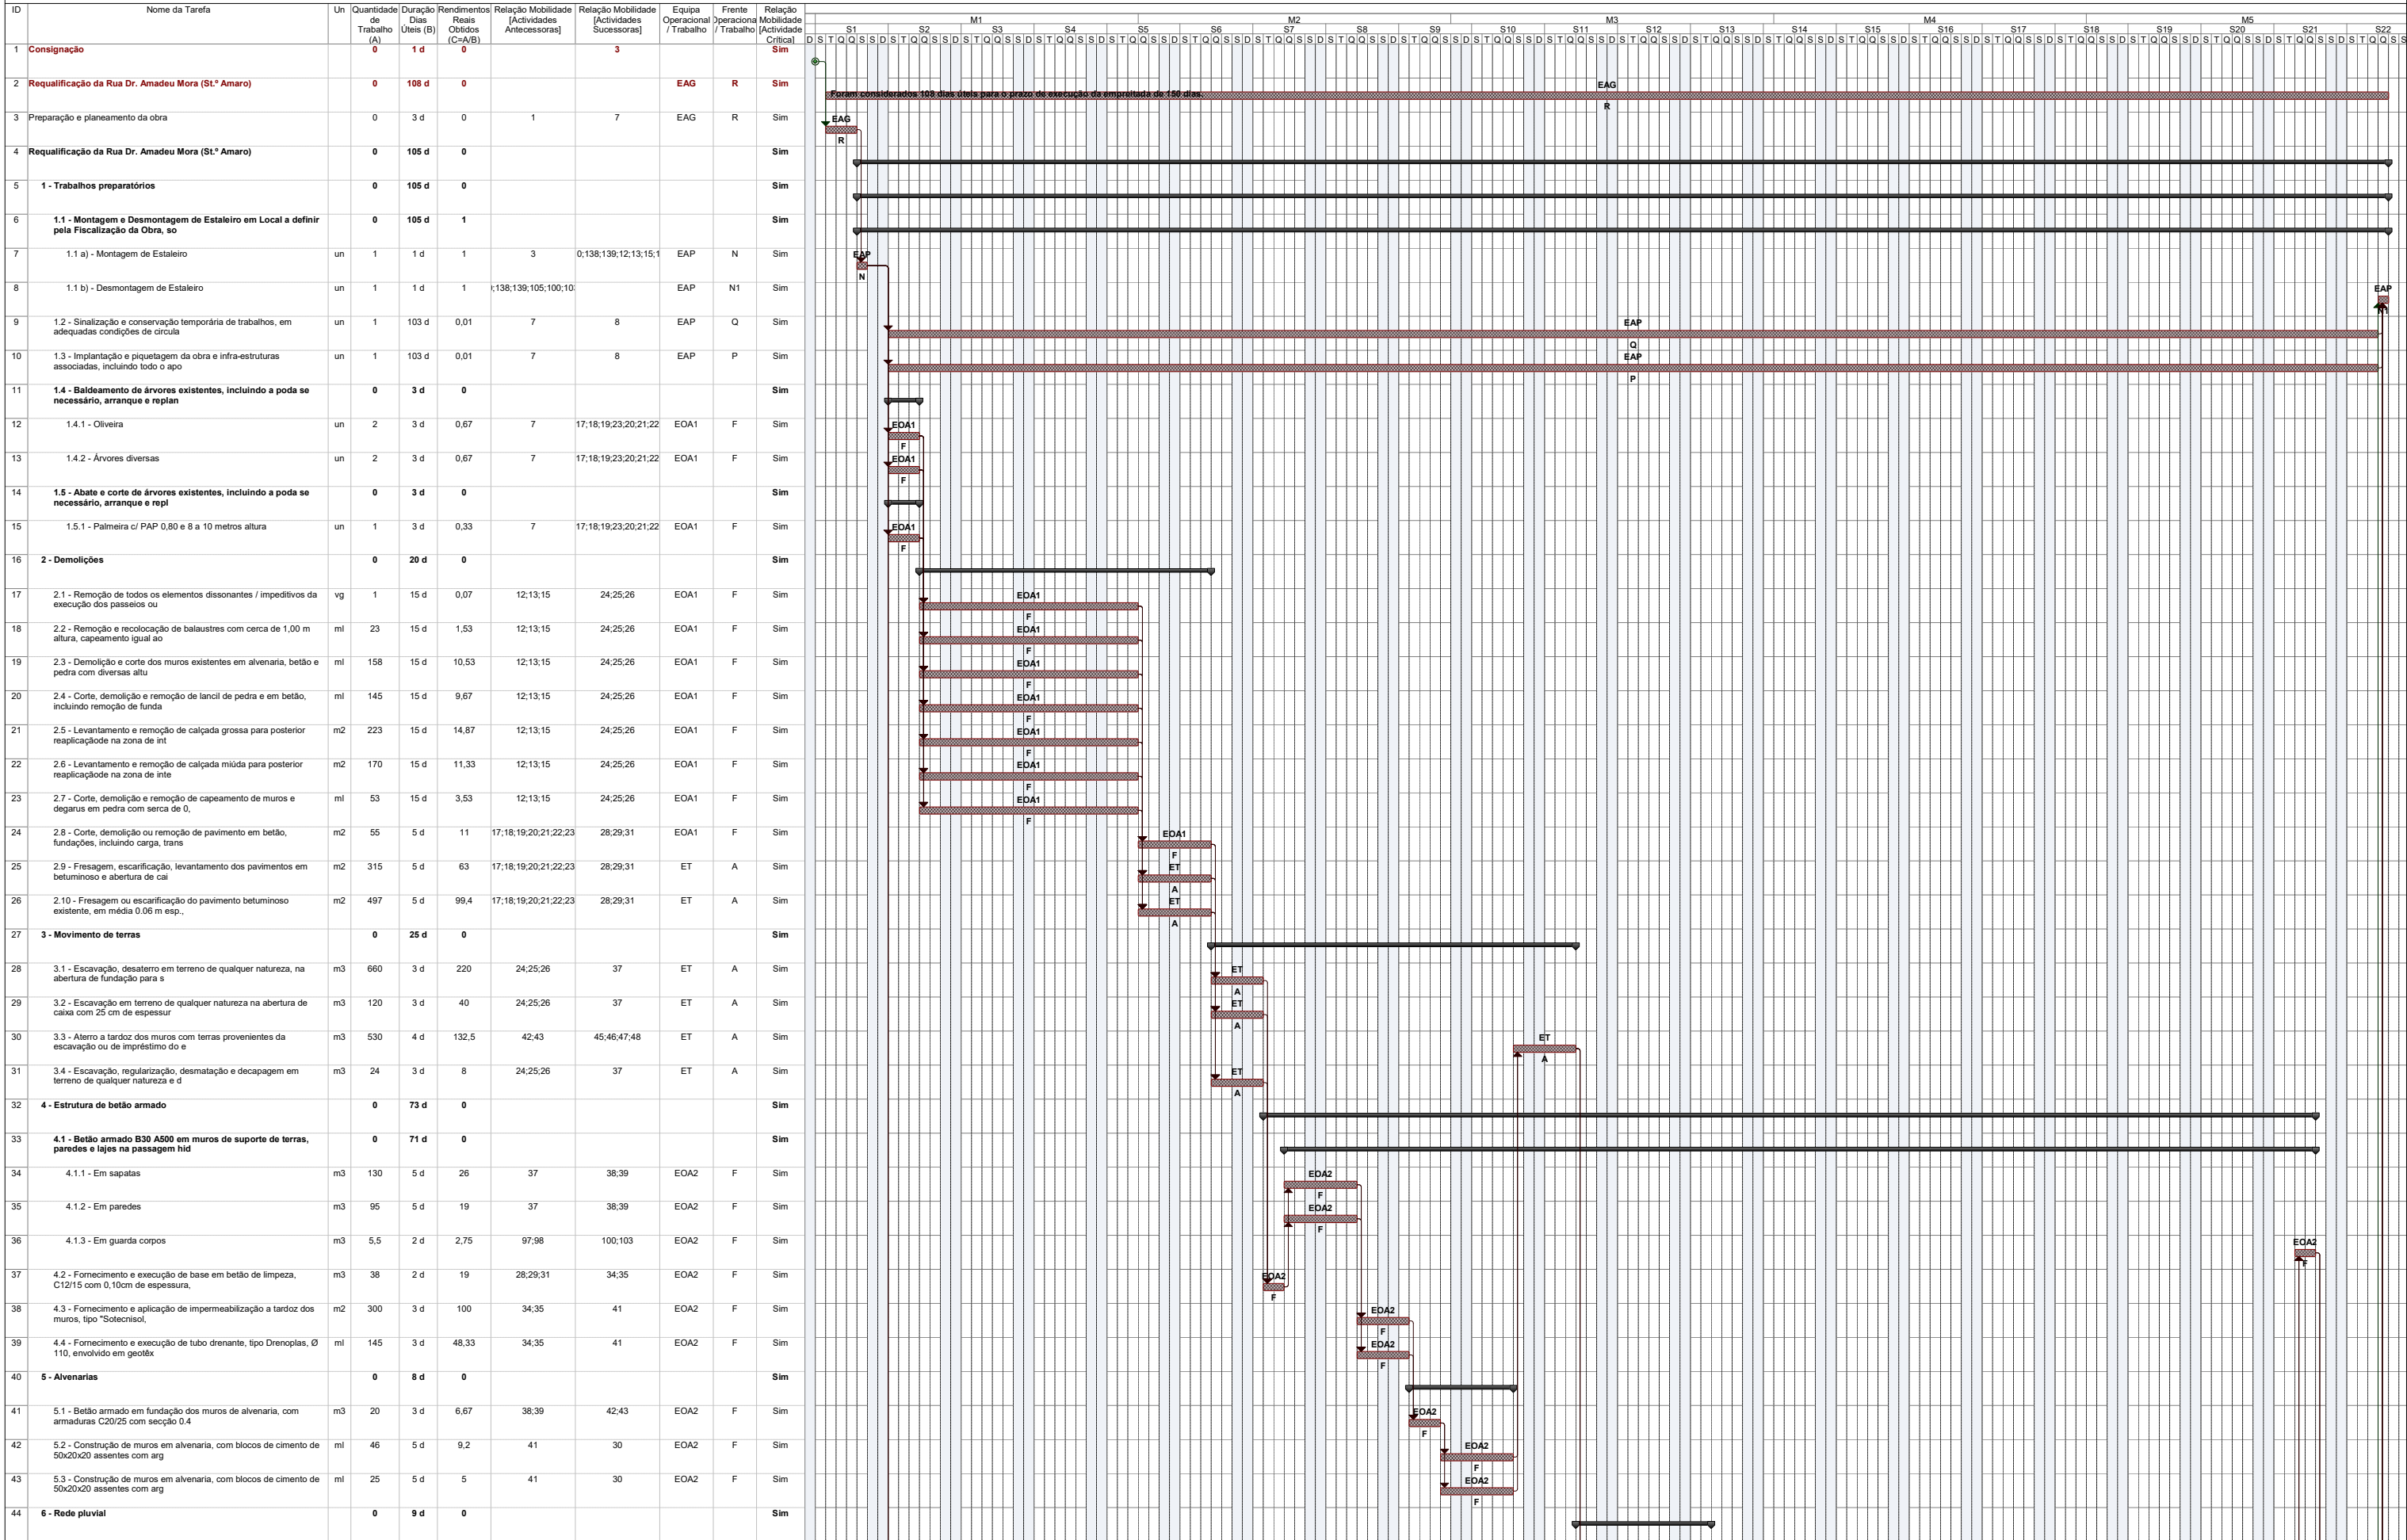 ID Nome da Tarefa Un Quantidade de Trabalho (A) Duração Dias Úteis (B) Rendimentos Reais Obtidos (C=A/B) Relação Mobilidade [Actividades Antecessoras] Relação Mobilidade [Actividades Sucessoras] Equipa Operacional / Trabalho Frente Operacional / Trabalho Relação Mobilidade [Actividade Crítica]
M1 M2 M3 M4 M5
S1 S2 S3 S4 S5 S6 S7 S8 S9 S10 S11 S12 S13 S14 S15 S16 S17 S18 S19 S20 S21 S22
1 Consignação 0 1 d 0 3 Sim
2 Requalificação da Rua Dr. Amadeu Mora (St.º Amaro) 0 108 d 0 EAG R Sim
EAG
Foram considerados 108 dias úteis para o prazo de execução da empreitada de 150 dias.
R
3 Preparação e planeamento da obra 0 3 d 0 1 7 EAG R Sim
EAG
R
4 Requalificação da Rua Dr. Amadeu Mora (St.º Amaro) 0 105 d 0 Sim
5 1 - Trabalhos preparatórios 0 105 d 0 Sim
6 1.1 - Montagem e Desmontagem de Estaleiro em Local a definir 0 105 d 1 Sim
pela Fiscalização da Obra, so
7 1.1 a) - Montagem de Estaleiro un 1 1 d 1 3 0;138;139;12;13;15;1 EAP N Sim
EAP
N
8 1.1 b) - Desmontagem de Estaleiro un 1 1 d 1 ;138;139;105;100;10 EAP N1 Sim
EAP
N1
9 1.2 - Sinalização e conservação temporária de trabalhos, em un 1 103 d 0,01 7 8 EAP Q Sim
adequadas condições de circula
EAP
Q
10 1.3 - Implantação e piquetagem da obra e infra-estruturas un 1 103 d 0,01 7 8 EAP P Sim
associadas, incluindo todo o apo
EAP
P
11 1.4 - Baldeamento de árvores existentes, incluindo a poda se 0 3 d 0 Sim
necessário, arranque e replan
12 1.4.1 - Oliveira un 2 3 d 0,67 7 17;18;19;23;20;21;22 EOA1 F Sim
EOA1
F
13 1.4.2 - Árvores diversas un 2 3 d 0,67 7 17;18;19;23;20;21;22 EOA1 F Sim
EOA1
F
14 1.5 - Abate e corte de árvores existentes, incluindo a poda se 0 3 d 0 Sim
necessário, arranque e repl
15 1.5.1 - Palmeira c/ PAP 0,80 e 8 a 10 metros altura un 1 3 d 0,33 7 17;18;19;23;20;21;22 EOA1 F Sim
EOA1
F
16 2 - Demolições 0 20 d 0 Sim
17 2.1 - Remoção de todos os elementos dissonantes / impeditivos da vg 1 15 d 0,07 12;13;15 24;25;26 EOA1 F Sim
execução dos passeios ou
EOA1
F
18 2.2 - Remoção e recolocação de balaustres com cerca de 1,00 m ml 23 15 d 1,53 12;13;15 24;25;26 EOA1 F Sim
altura, capeamento igual ao
EOA1
F
19 2.3 - Demolição e corte dos muros existentes em alvenaria, betão e ml 158 15 d 10,53 12;13;15 24;25;26 EOA1 F Sim
pedra com diversas altu
EOA1
F
20 2.4 - Corte, demolição e remoção de lancil de pedra e em betão, ml 145 15 d 9,67 12;13;15 24;25;26 EOA1 F Sim
incluindo remoção de funda
EOA1
F
21 2.5 - Levantamento e remoção de calçada grossa para posterior m2 223 15 d 14,87 12;13;15 24;25;26 EOA1 F Sim
reaplicaçãode na zona de int
EOA1
F
22 2.6 - Levantamento e remoção de calçada miúda para posterior m2 170 15 d 11,33 12;13;15 24;25;26 EOA1 F Sim
reaplicaçãode na zona de inte
EOA1
F
23 2.7 - Corte, demolição e remoção de capeamento de muros e ml 53 15 d 3,53 12;13;15 24;25;26 EOA1 F Sim
degarus em pedra com serca de 0,
EOA1
F
24 2.8 - Corte, demolição ou remoção de pavimento em betão, m2 55 5 d 11 17;18;19;20;21;22;23 28;29;31 EOA1 F Sim
fundações, incluindo carga, trans
EOA1
F
25 2.9 - Fresagem, escarificação, levantamento dos pavimentos em m2 315 5 d 63 17;18;19;20;21;22;23 28;29;31 ET A Sim
betuminoso e abertura de cai
ET
A
26 2.10 - Fresagem ou escarificação do pavimento betuminoso m2 497 5 d 99,4 17;18;19;20;21;22;23 28;29;31 ET A Sim
existente, em média 0.06 m esp.,
ET
A
27 3 - Movimento de terras 0 25 d 0 Sim
28 3.1 - Escavação, desaterro em terreno de qualquer natureza, na m3 660 3 d 220 24;25;26 37 ET A Sim
abertura de fundação para s
ET
A
29 3.2 - Escavação em terreno de qualquer natureza na abertura de m3 120 3 d 40 24;25;26 37 ET A Sim
caixa com 25 cm de espessur
ET
A
30 3.3 - Aterro a tardoz dos muros com terras provenientes da m3 530 4 d 132,5 42;43 45;46;47;48 ET A Sim
escavação ou de impréstimo do e
ET
A
31 3.4 - Escavação, regularização, desmatação e decapagem em m3 24 3 d 8 24;25;26 37 ET A Sim
terreno de qualquer natureza e d
ET
A
32 4 - Estrutura de betão armado 0 73 d 0 Sim
33 4.1 - Betão armado B30 A500 em muros de suporte de terras, 0 71 d 0 Sim
paredes e lajes na passagem hid
34 4.1.1 - Em sapatas m3 130 5 d 26 37 38;39 EOA2 F Sim
EOA2
F
35 4.1.2 - Em paredes m3 95 5 d 19 37 38;39 EOA2 F Sim
EOA2
F
36 4.1.3 - Em guarda corpos m3 5,5 2 d 2,75 97;98 100;103 EOA2 F Sim
EOA2
F
37 4.2 - Fornecimento e execução de base em betão de limpeza, m3 38 2 d 19 28;29;31 34;35 EOA2 F Sim
C12/15 com 0,10cm de espessura,
EOA2
F
38 4.3 - Fornecimento e aplicação de impermeabilização a tardoz dos m2 300 3 d 100 34;35 41 EOA2 F Sim
muros, tipo "Sotecnisol,
EOA2
F
39 4.4 - Fornecimento e execução de tubo drenante, tipo Drenoplas, Ø ml 145 3 d 48,33 34;35 41 EOA2 F Sim
110, envolvido em geotêx
EOA2
F
40 5 - Alvenarias 0 8 d 0 Sim
41 5.1 - Betão armado em fundação dos muros de alvenaria, com m3 20 3 d 6,67 38;39 42;43 EOA2 F Sim
armaduras C20/25 com secção 0.4
EOA2
F
42 5.2 - Construção de muros em alvenaria, com blocos de cimento de ml 46 5 d 9,2 41 30 EOA2 F Sim
50x20x20 assentes com arg
EOA2
F
43 5.3 - Construção de muros em alvenaria, com blocos de cimento de ml 25 5 d 5 41 30 EOA2 F Sim
50x20x20 assentes com arg
EOA2
F
44 6 - Rede pluvial 0 9 d 0 Sim